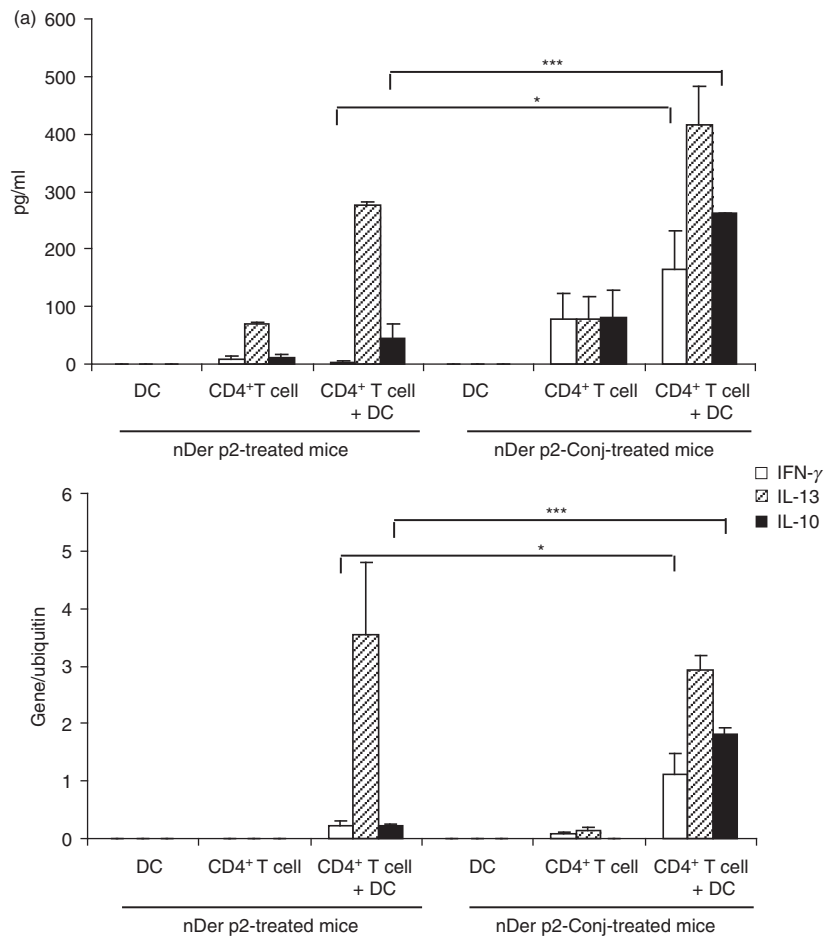 (a)
600
500
400
300
200
100
0
pg/ml
***
*
DC CD4⁺T cell CD4⁺ T cell + DC DC CD4⁺ T cell CD4⁺ T cell + DC
nDer p2-treated mice nDer p2-Conj-treated mice
IFN-γ
IL-13
IL-10
6
5
4
3
2
1
0
Gene/ubiquitin
***
*
DC CD4⁺ T cell CD4⁺ T cell + DC DC CD4⁺ T cell CD4⁺ T cell + DC
nDer p2-treated mice nDer p2-Conj-treated mice